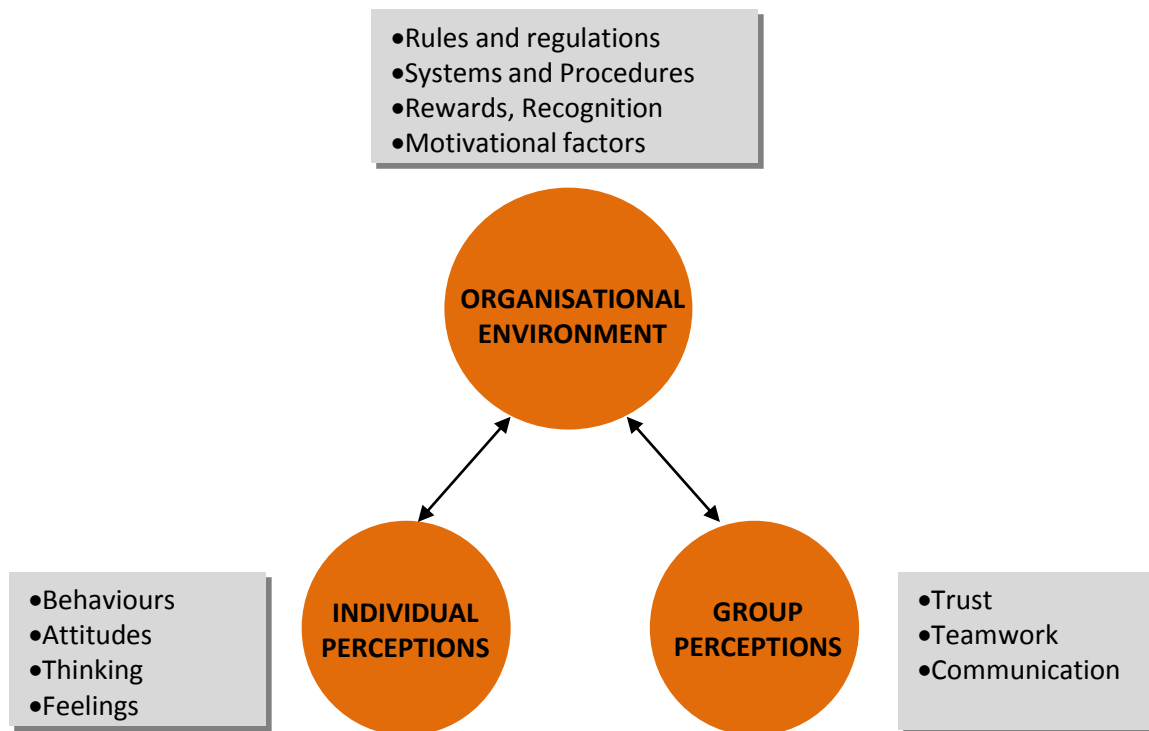 •Rules and regulations
•Systems and Procedures
•Rewards, Recognition
•Motivational factors
ORGANISATIONAL
ENVIRONMENT
•Behaviours
•Attitudes
•Thinking
•Feelings
INDIVIDUAL
PERCEPTIONS
GROUP
PERCEPTIONS
•Trust
•Teamwork
•Communication